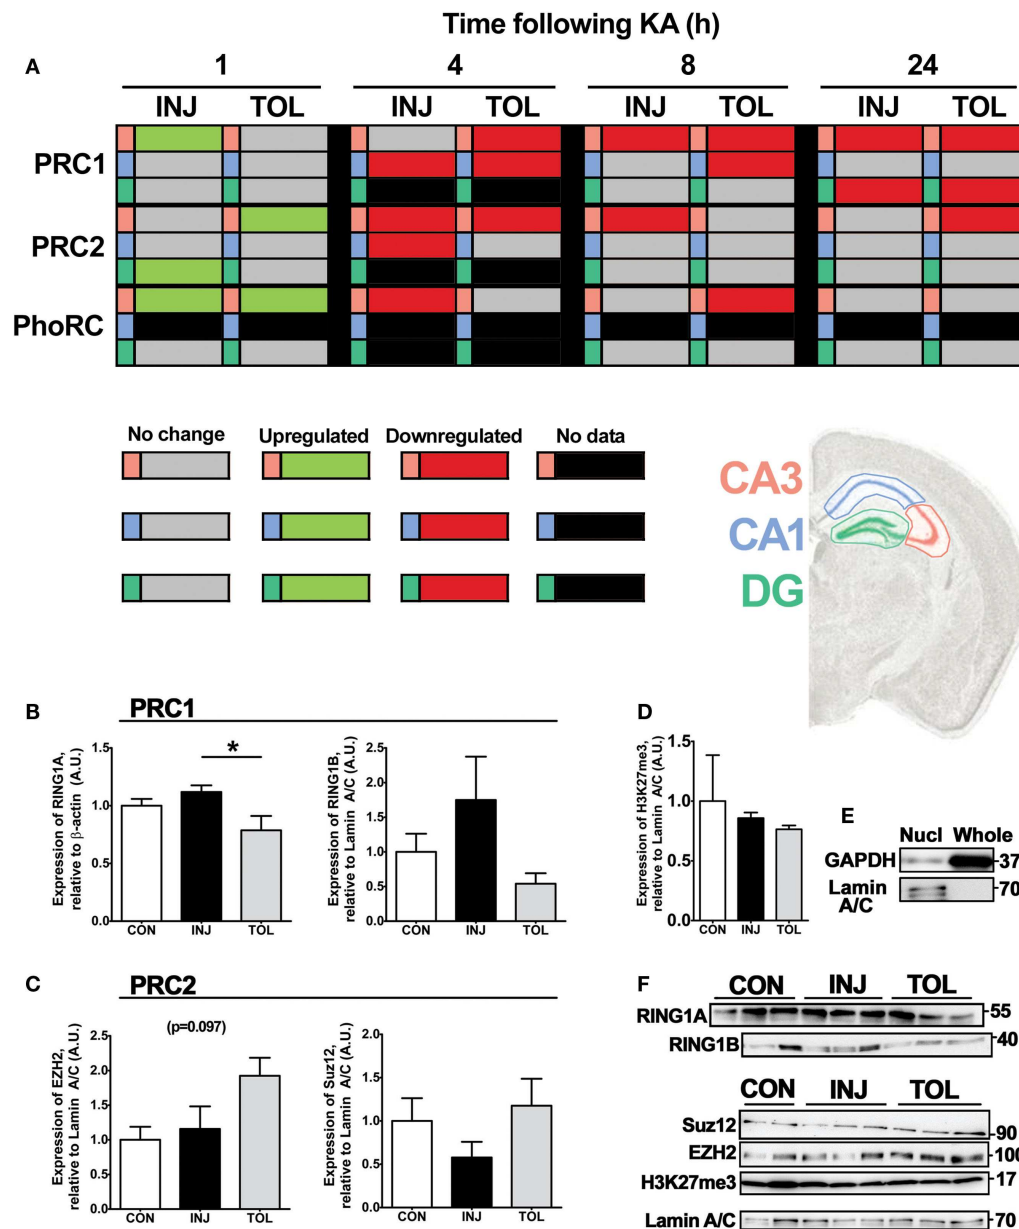 Time following KA (h)
A
1 4 8 24
INJ TOL INJ TOL INJ TOL INJ TOL
PRC1
PRC2
PhoRC
No change Upregulated Downregulated No data
CA3
CA1
DG
B PRC1
Expression of RING1A,
relative to β-actin (A.U.)
1.5
1.0
0.5
0.0
*
CON INJ TOL
Expression of RING1B,
relative to Lamin A/C (A.U.)
2.5
2.0
1.5
1.0
0.5
0.0
CON INJ TOL
D
Expression of H3K27me3,
relative to Lamin A/C (A.U.)
1.5
1.0
0.5
0.0
CON INJ TOL
E
Nucl Whole
GAPDH -37
Lamin
A/C
-70
C PRC2
Expression of EZH2,
relative to Lamin A/C (A.U.)
2.5
2.0
1.5
1.0
0.5
0.0
(p=0.097)
CON INJ TOL
Expression of Suz12,
relative to Lamin A/C (A.U.)
2.0
1.5
1.0
0.5
0.0
CON INJ TOL
F
CON INJ TOL
RING1A -55
RING1B -40
CON INJ TOL
Suz12 -90
EZH2 -100
H3K27me3 -17
Lamin A/C -70